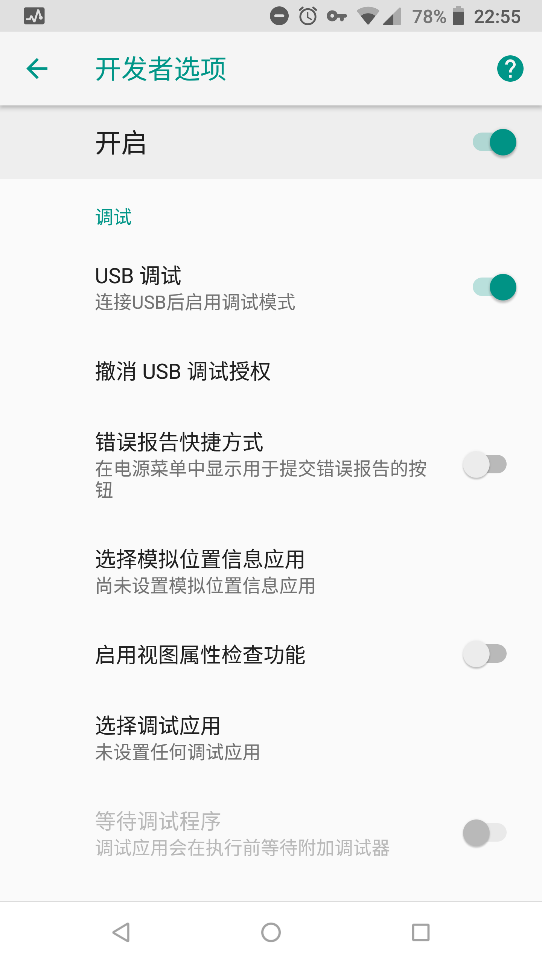 78% 22:55
开发者选项
开启
调试
USB 调试
连接USB后启用调试模式
撤消 USB 调试授权
错误报告快捷方式
在电源菜单中显示用于提交错误报告的按
钮
选择模拟位置信息应用
尚未设置模拟位置信息应用
启用视图属性检查功能
选择调试应用
未设置任何调试应用
等待调试程序
调试应用会在执行前等待附加调试器